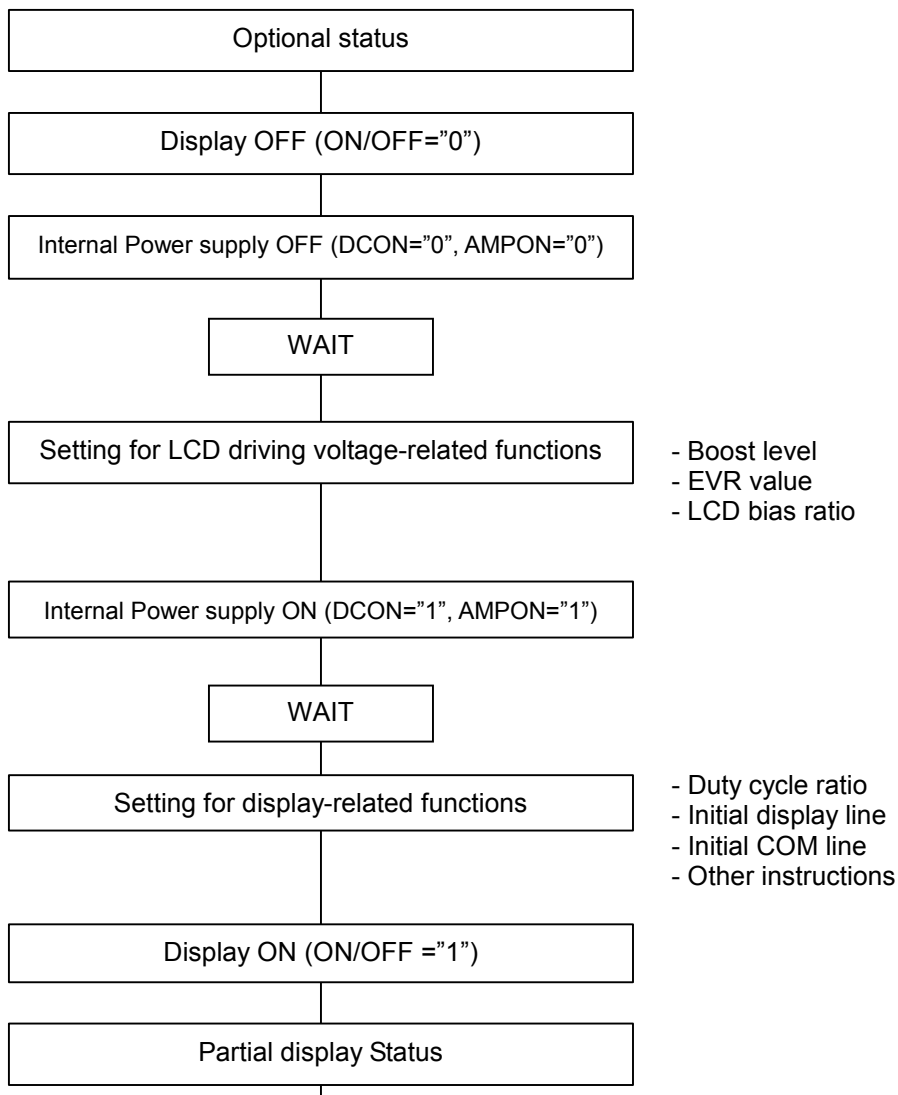 Optional status
Display OFF (ON/OFF=”0”)
Internal Power supply OFF (DCON=”0”, AMPON=”0”)
WAIT
Setting for LCD driving voltage-related functions
- Boost level
- EVR value
- LCD bias ratio
Internal Power supply ON (DCON=”1”, AMPON=”1”)
WAIT
Setting for display-related functions
- Duty cycle ratio
- Initial display line
- Initial COM line
- Other instructions
Display ON (ON/OFF =”1”)
Partial display Status